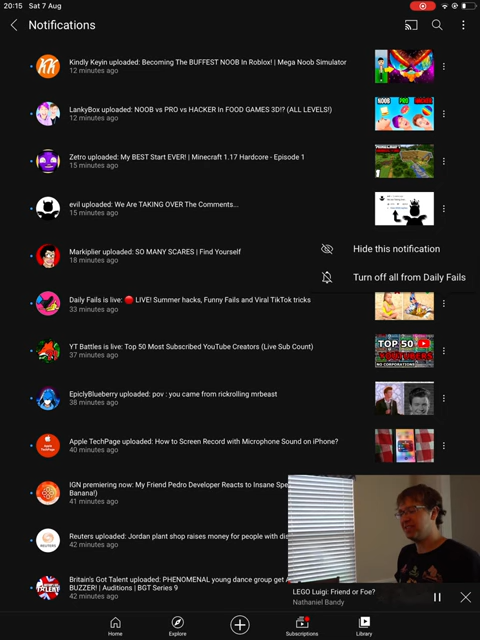 20:15 Sat 7 Aug
Notifications
Kindly Keyin uploaded: Becoming The BUFFEST NOOB In Roblox! | Mega Noob Simulator
12 minutes ago
LankyBox uploaded: NOOB vs PRO vs HACKER In FOOD GAMES 3D!? (ALL LEVELS!)
12 minutes ago
NOOB PRO
Zetro uploaded: My BEST Start EVER! | Minecraft 1.17 Hardcore - Episode 1
15 minutes ago
evil uploaded: We Are TAKING OVER The Comments...
15 minutes ago
Markiplier uploaded: SO MANY SCARES | Find Yourself
18 minutes ago
Hide this notification
Turn off all from Daily Fails
Daily Fails is live: 🔴 LIVE! Summer hacks, Funny Fails and Viral TikTok tricks
33 minutes ago
YT Battles is live: Top 50 Most Subscribed YouTube Creators (Live Sub Count)
37 minutes ago
TOP 50
YOUTUBERS
NO CORPORATIONS
EpiclyBlueberry uploaded: pov : you came from rickrolling mrbeast
38 minutes ago
Apple TechPage uploaded: How to Screen Record with Microphone Sound on iPhone?
40 minutes ago
IGN premiering now: My Friend Pedro Developer Reacts to Insane Spe
Banana!)
41 minutes ago
Reuters uploaded: Jordan plant shop raises money for people with dis
42 minutes ago
Britain's Got Talent uploaded: PHENOMENAL young dance group get
BUZZER! | Auditions | BGT Series 9
42 minutes ago
LEGO Luigi: Friend or Foe?
Nathaniel Bandy
Home
Explore
Subscriptions
Library